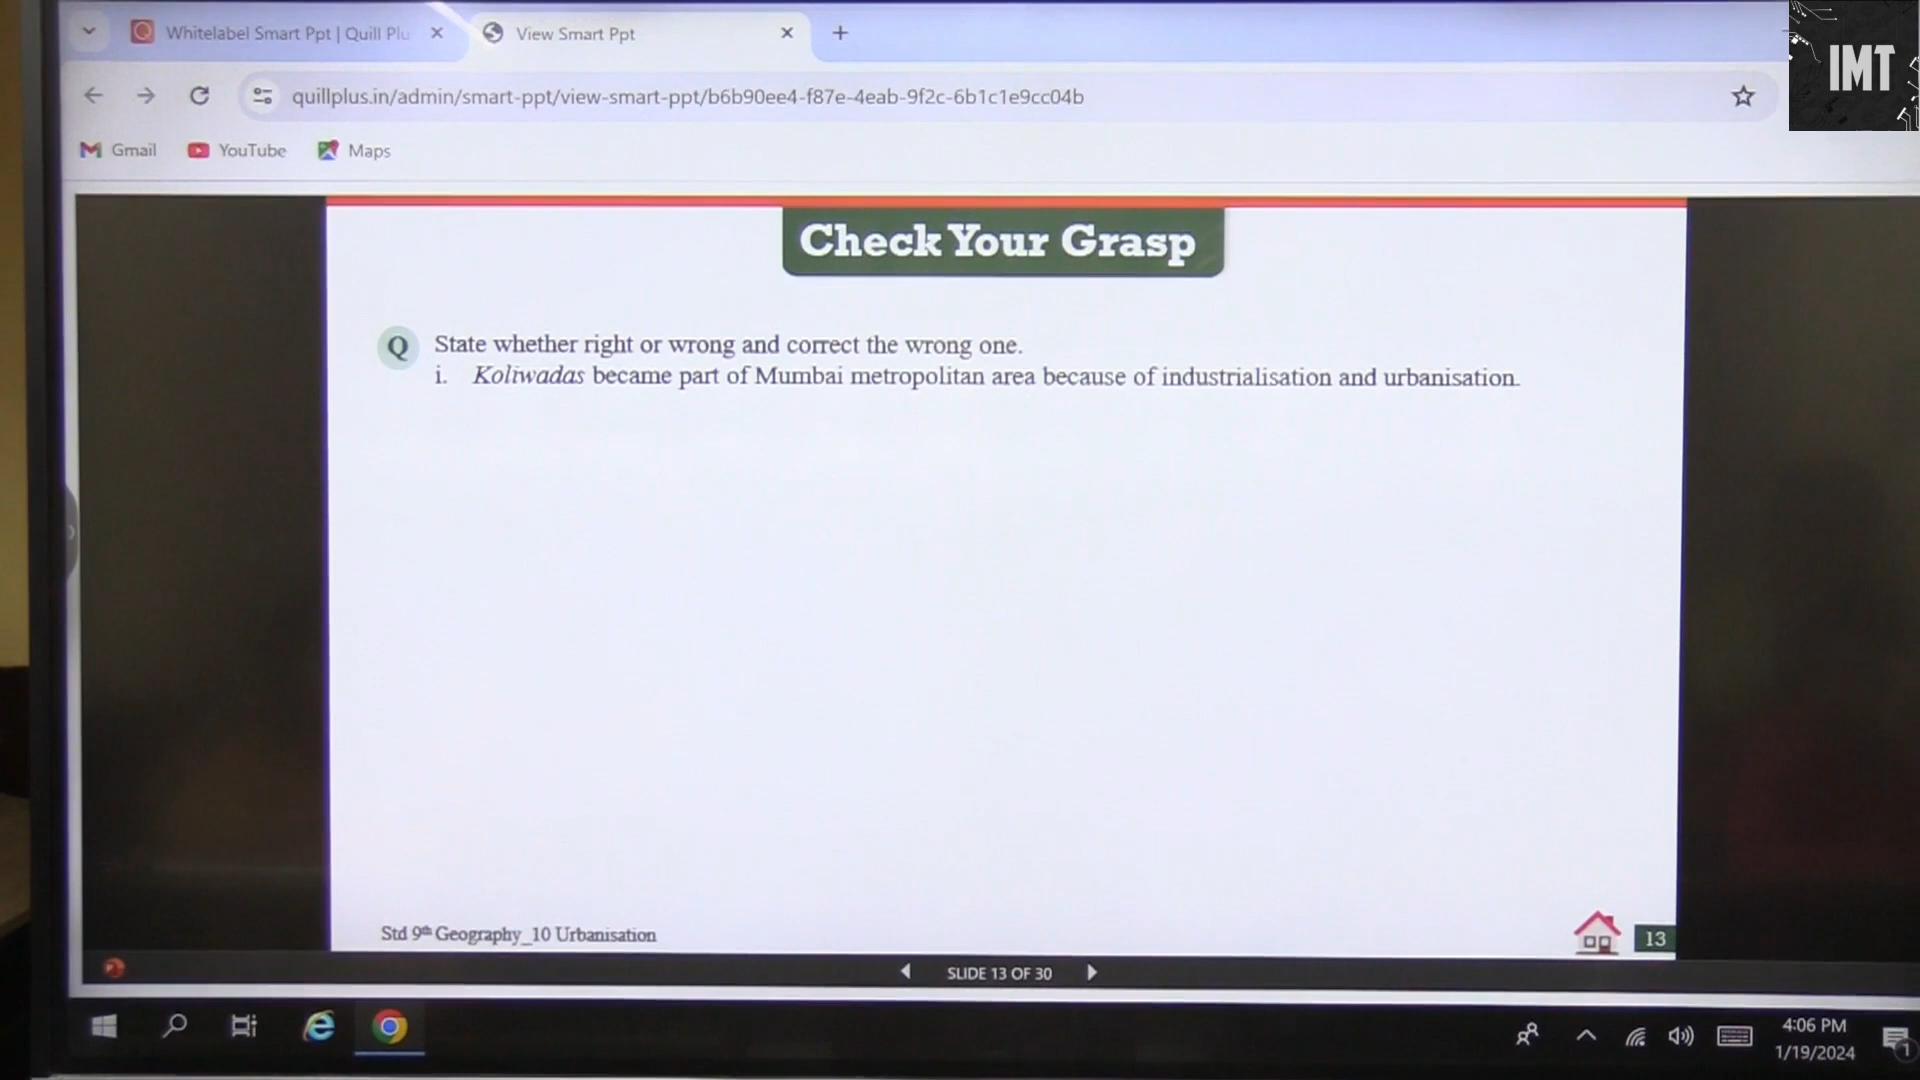 Whitelabel Smart Ppt | Quill Plu
View Smart Ppt
IMT
quillplus.in/admin/smart-ppt/view-smart-ppt/b6b90ee4-f87e-4eab-9f2c-6b1c1e9cc04b
Gmail
YouTube
Maps
Check Your Grasp
Q State whether right or wrong and correct the wrong one.
i. Koliwadas became part of Mumbai metropolitan area because of industrialisation and urbanisation.
Std 9th Geography_10 Urbanisation
13
SLIDE 13 OF 30
4:06 PM
1/19/2024
1